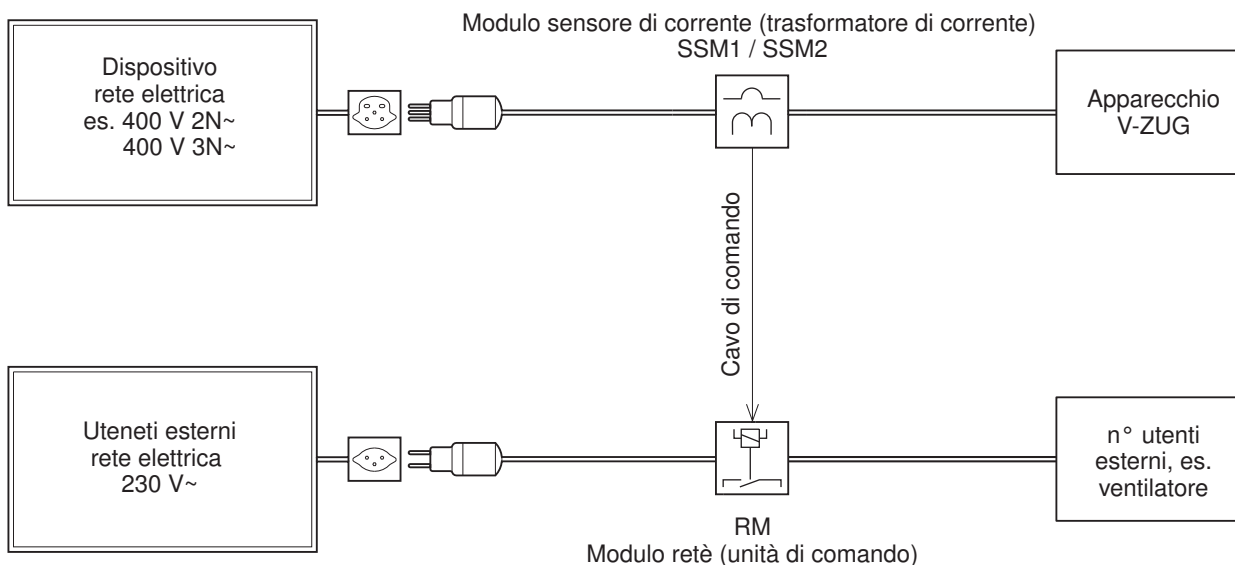 Modulo sensore di corrente (trasformatore di corrente)
SSM1 / SSM2
Dispositivo
rete elettrica
es. 400 V 2N~
400 V 3N~
Apparecchio
V-ZUG
Cavo di comando
Uteneti esterni
rete elettrica
230 V~
n° utenti
esterni, es.
ventilatore
RM
Modulo retè (unità di comando)